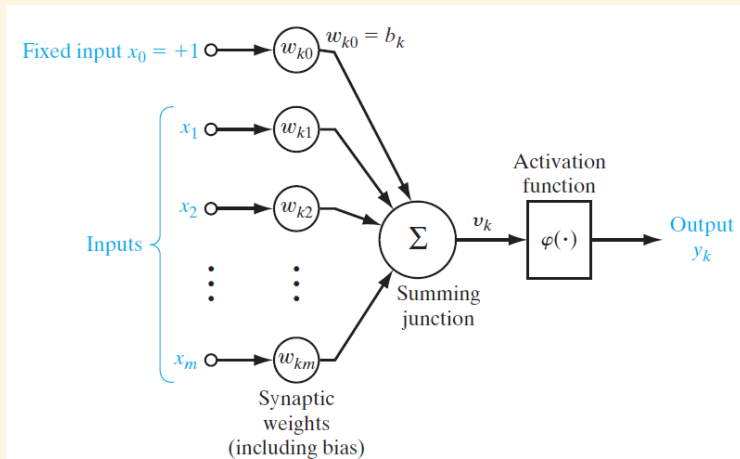 Fixed input x₀ = +1
wₖ₀
wₖ₀ = bₖ
x₁
wₖ₁
x₂
wₖ₂
Inputs
xₘ
wₖₘ
Σ
Summing
junction
vₖ
Activation
function
φ(·)
Output
yₖ
Synaptic
weights
(including bias)